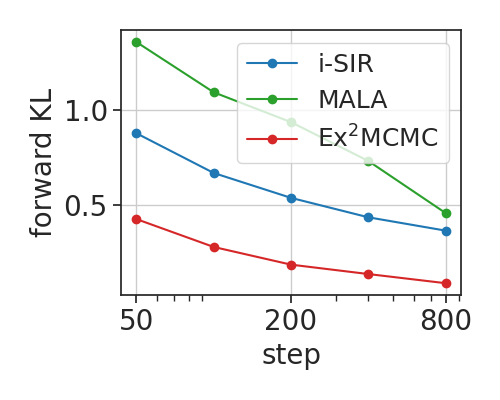 forward KL
1.0
0.5
i-SIR
MALA
Ex²MCMC
50 200 800
step